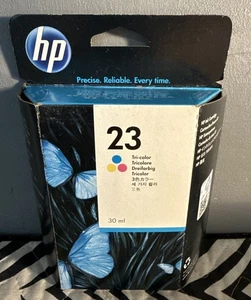 hp
Precise. Reliable. Every time.
23
Tri-color
Tricolore
Dreifarbig
Tricolor
3色カラー
세 가지 컬러
三色
30 ml